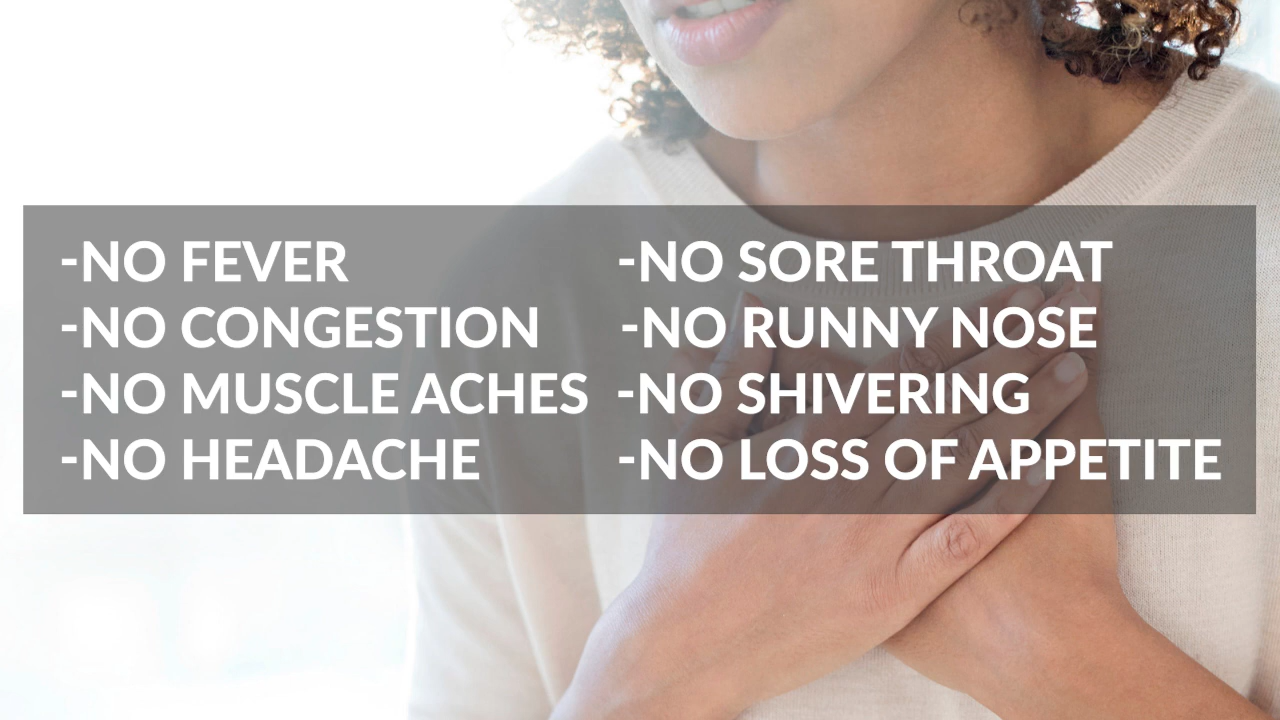 -NO FEVER
-NO CONGESTION
-NO MUSCLE ACHES
-NO HEADACHE
-NO SORE THROAT
-NO RUNNY NOSE
-NO SHIVERING
-NO LOSS OF APPETITE